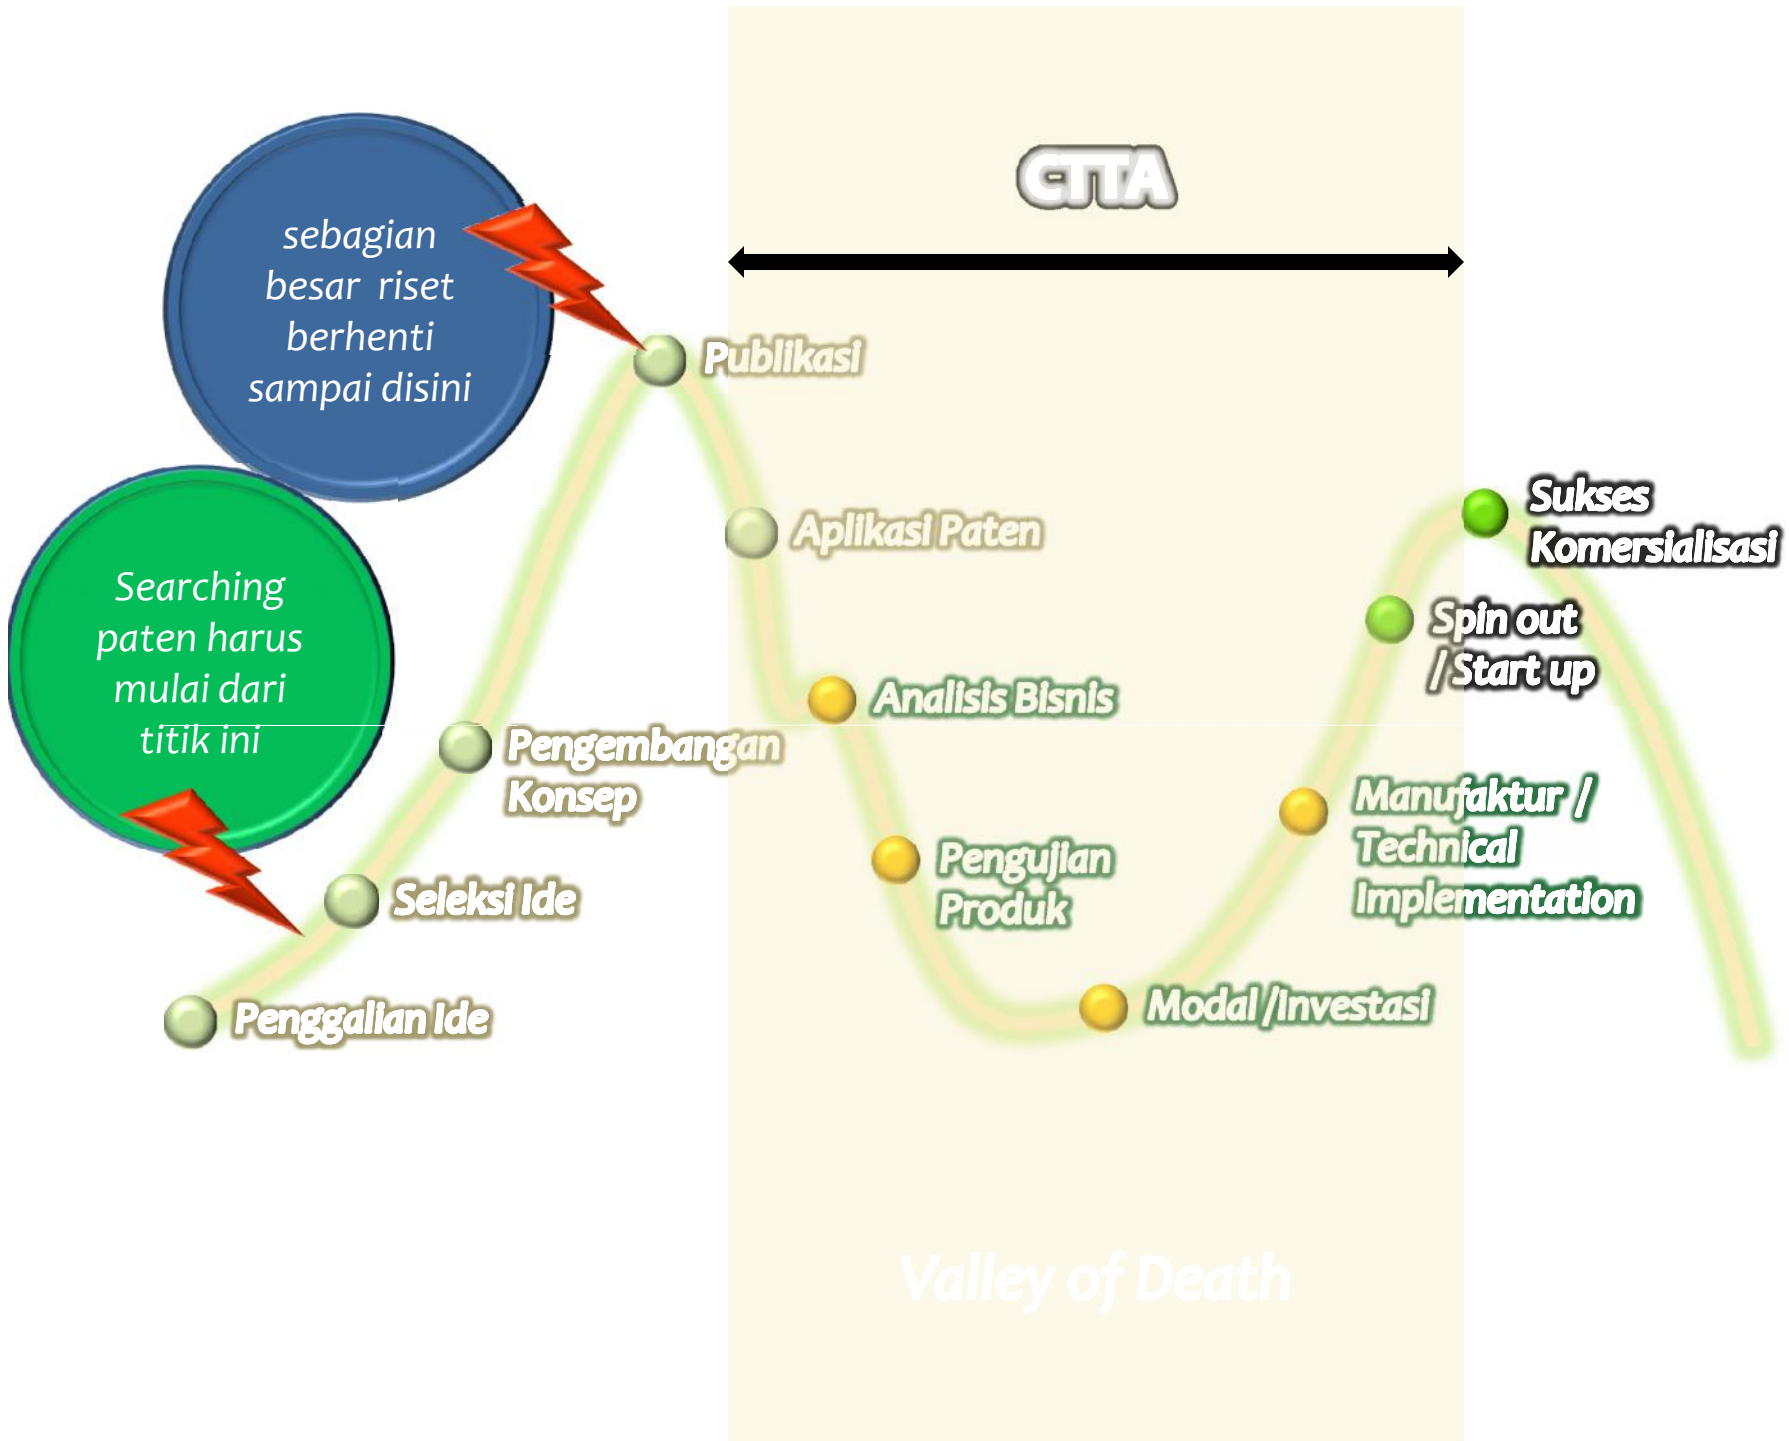 CTTA
sebagian
besar riset
berhenti
sampai disini
Publikasi
Sukses
Komersialisasi
Aplikasi Paten
Searching
paten harus
mulai dari
titik ini
Spin out
/ Start up
Analisis Bisnis
Pengembangan
Konsep
Manufaktur /
Technical
Implementation
Pengujian
Produk
Seleksi Ide
Modal /Investasi
Penggalian Ide
Valley of Death